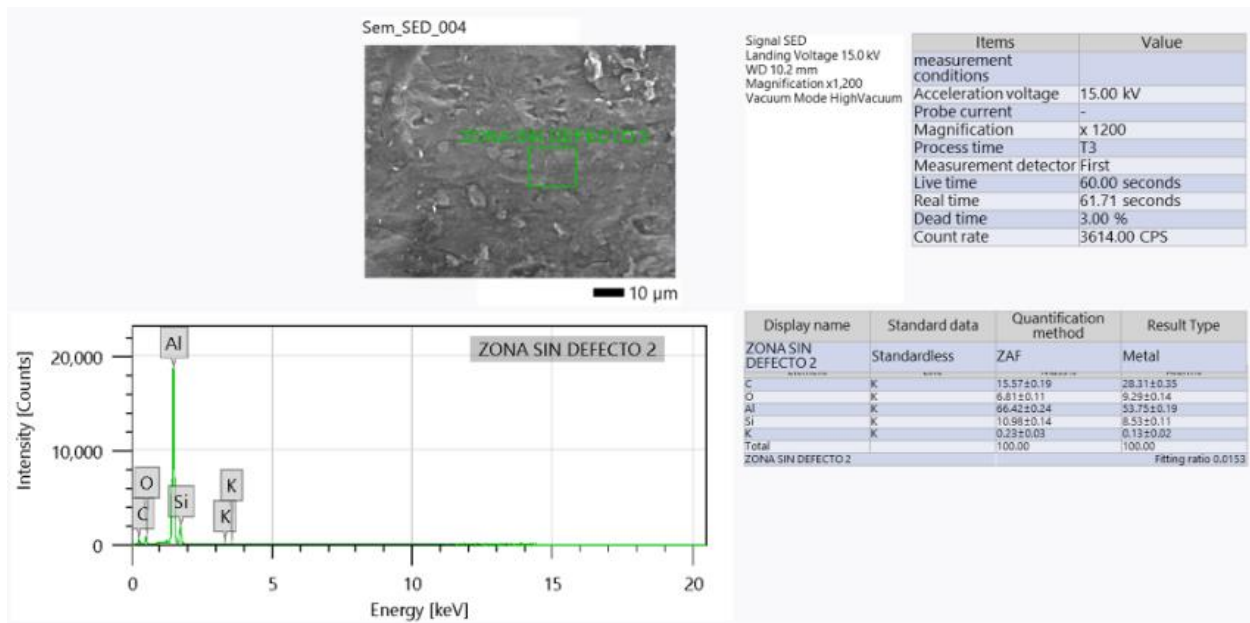 Sem_SED_004
ZONA SIN DEFECTO 2
10 µm
Signal SED
Landing Voltage 15.0 kV
WD 10.2 mm
Magnification x1,200
Vacuum Mode HighVacuum
Items Value
measurement
conditions
Acceleration voltage 15.00 kV
Probe current -
Magnification x 1200
Process time T3
Measurement detector First
Live time 60.00 seconds
Real time 61.71 seconds
Dead time 3.00 %
Count rate 3614.00 CPS
Intensity [Counts]
20,000
10,000
0
Al
O
C
Si
K
K
ZONA SIN DEFECTO 2
0 5 10 15 20
Energy [keV]
Display name Standard data Quantification method Result Type
ZONA SIN
DEFECTO 2 Standardless ZAF Metal
C K 15.57±0.19 28.31±0.35
O K 6.81±0.11 9.29±0.14
Al K 66.42±0.24 53.75±0.19
Si K 10.98±0.14 8.53±0.11
K K 0.23±0.03 0.13±0.02
Total 100.00 100.00
ZONA SIN DEFECTO 2 Fitting ratio 0.0153